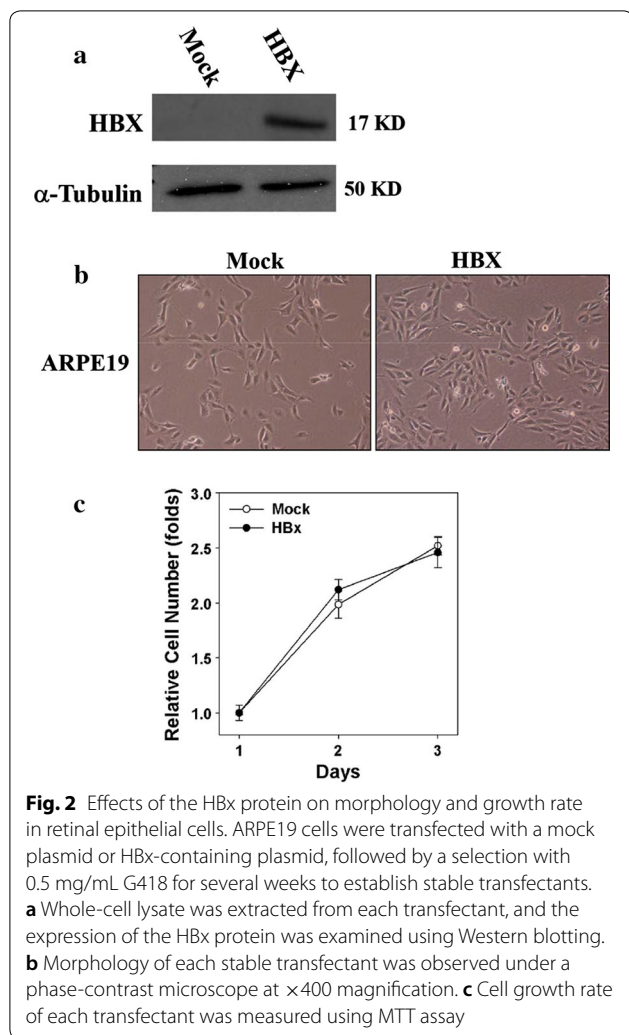 a
Mock HBX
HBX 17 KD
α-Tubulin 50 KD
b
Mock HBX
ARPE19
c
3.0
Mock
HBx
2.5
2.0
1.5
1.0
Relative Cell Number (folds)
1 2 3
Days
Fig. 2 Effects of the HBx protein on morphology and growth rate
in retinal epithelial cells. ARPE19 cells were transfected with a mock
plasmid or HBx-containing plasmid, followed by a selection with
0.5 mg/mL G418 for several weeks to establish stable transfectants.
a Whole-cell lysate was extracted from each transfectant, and the
expression of the HBx protein was examined using Western blotting.
b Morphology of each stable transfectant was observed under a
phase-contrast microscope at ×400 magnification. c Cell growth rate
of each transfectant was measured using MTT assay